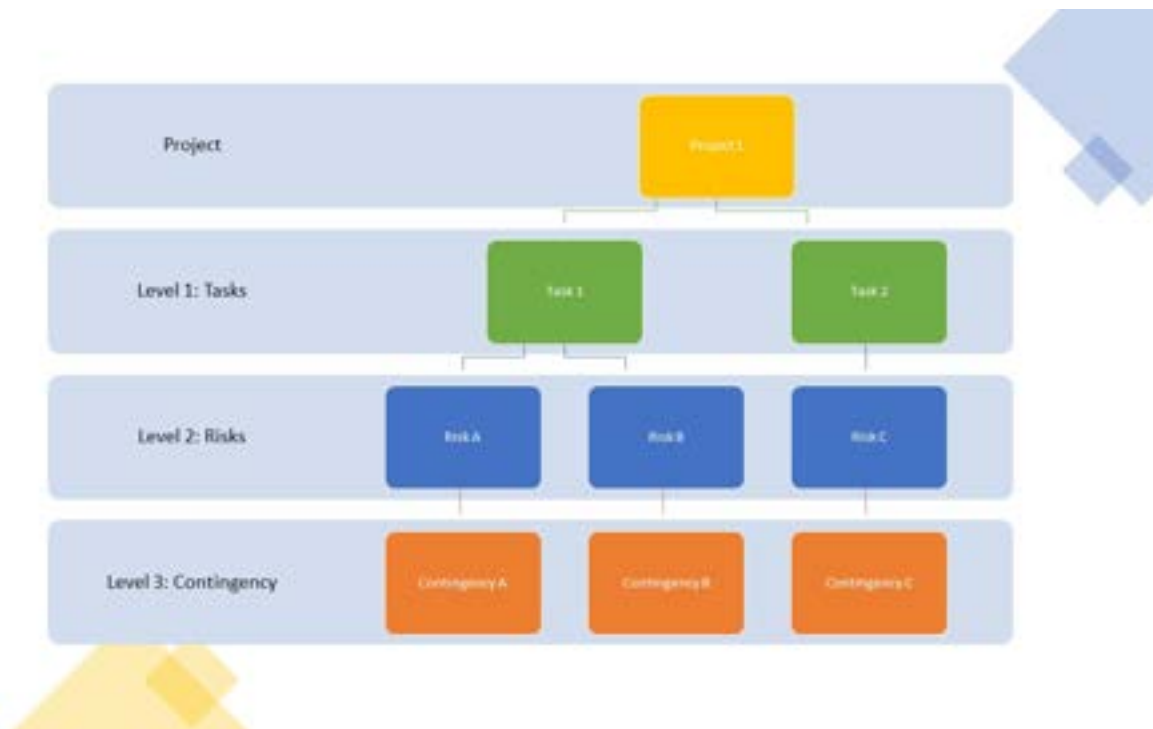 Project
Project 1
Level 1: Tasks
Task 1
Task 2
Level 2: Risks
Risk A
Risk B
Risk C
Level 3: Contingency
Contingency A
Contingency B
Contingency C